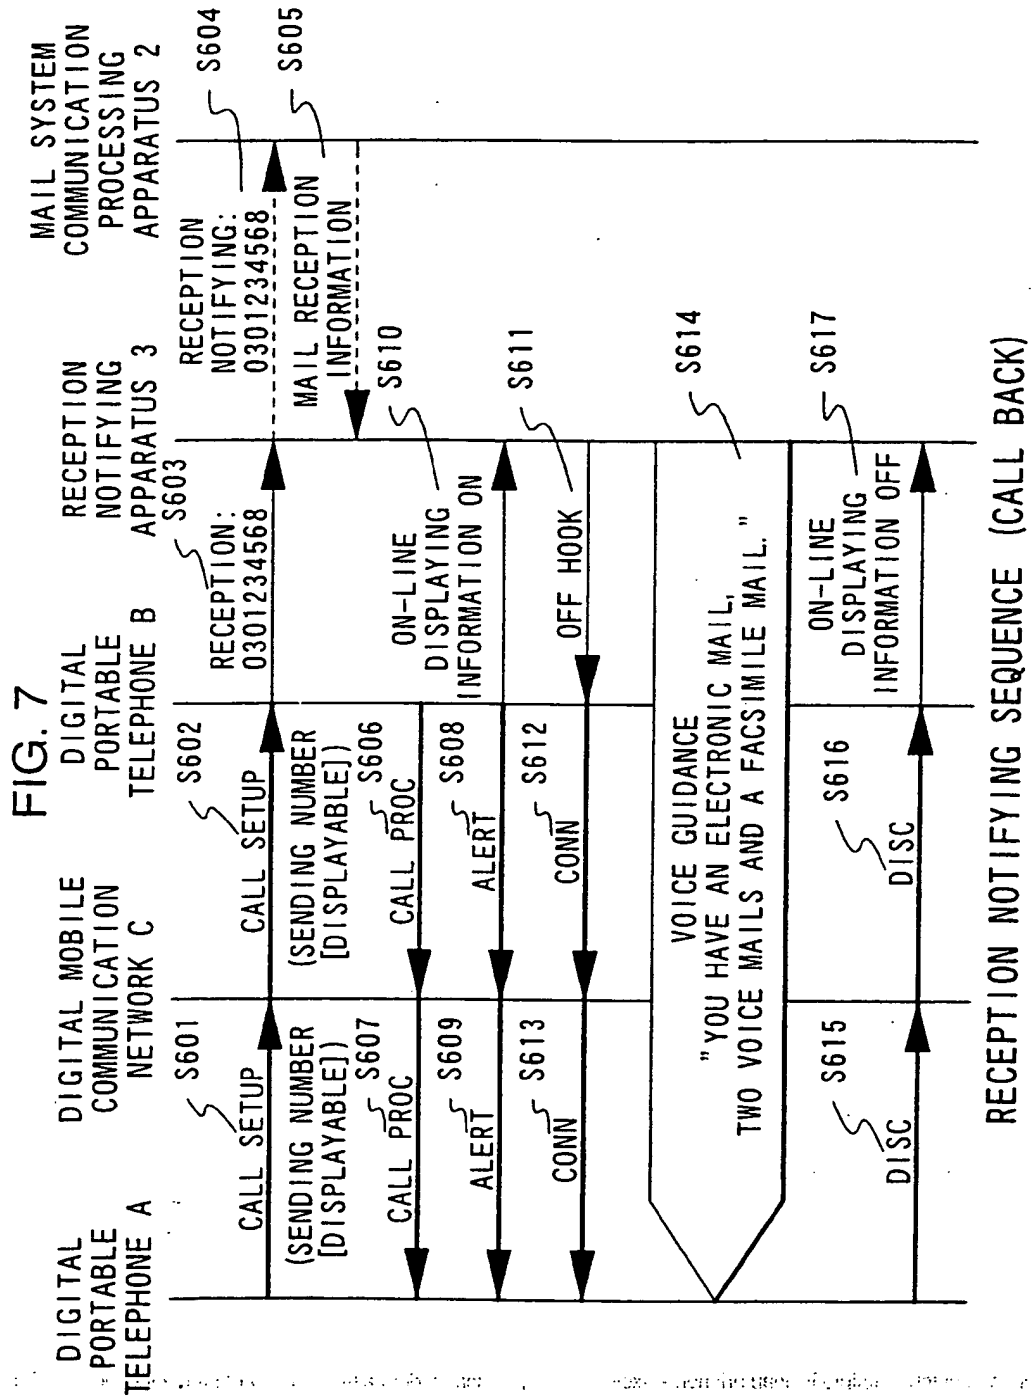 FIG. 7
DIGITAL
PORTABLE
TELEPHONE A
DIGITAL MOBILE
COMMUNICATION
NETWORK C
DIGITAL
PORTABLE
TELEPHONE B
RECEPTION
NOTIFYING
APPARATUS 3
MAIL SYSTEM
COMMUNICATION
PROCESSING
APPARATUS 2
S601
CALL SETUP
(SENDING NUMBER
[DISPLAYABLE])
S602
CALL SETUP
(SENDING NUMBER
[DISPLAYABLE])
S603
RECEPTION:
0301234568
S604
RECEPTION
NOTIFYING:
0301234568
S605
MAIL RECEPTION
INFORMATION
S607
CALL PROC
S606
CALL PROC
S609
ALERT
S608
ALERT
S610
ON-LINE
DISPLAYING
INFORMATION ON
S613
CONN
S612
CONN
S611
OFF HOOK
S614
VOICE GUIDANCE
"YOU HAVE AN ELECTRONIC MAIL,
TWO VOICE MAILS AND A FACSIMILE MAIL."
S615
DISC
S616
DISC
S617
ON-LINE
DISPLAYING
INFORMATION OFF
RECEPTION NOTIFYING SEQUENCE (CALL BACK)